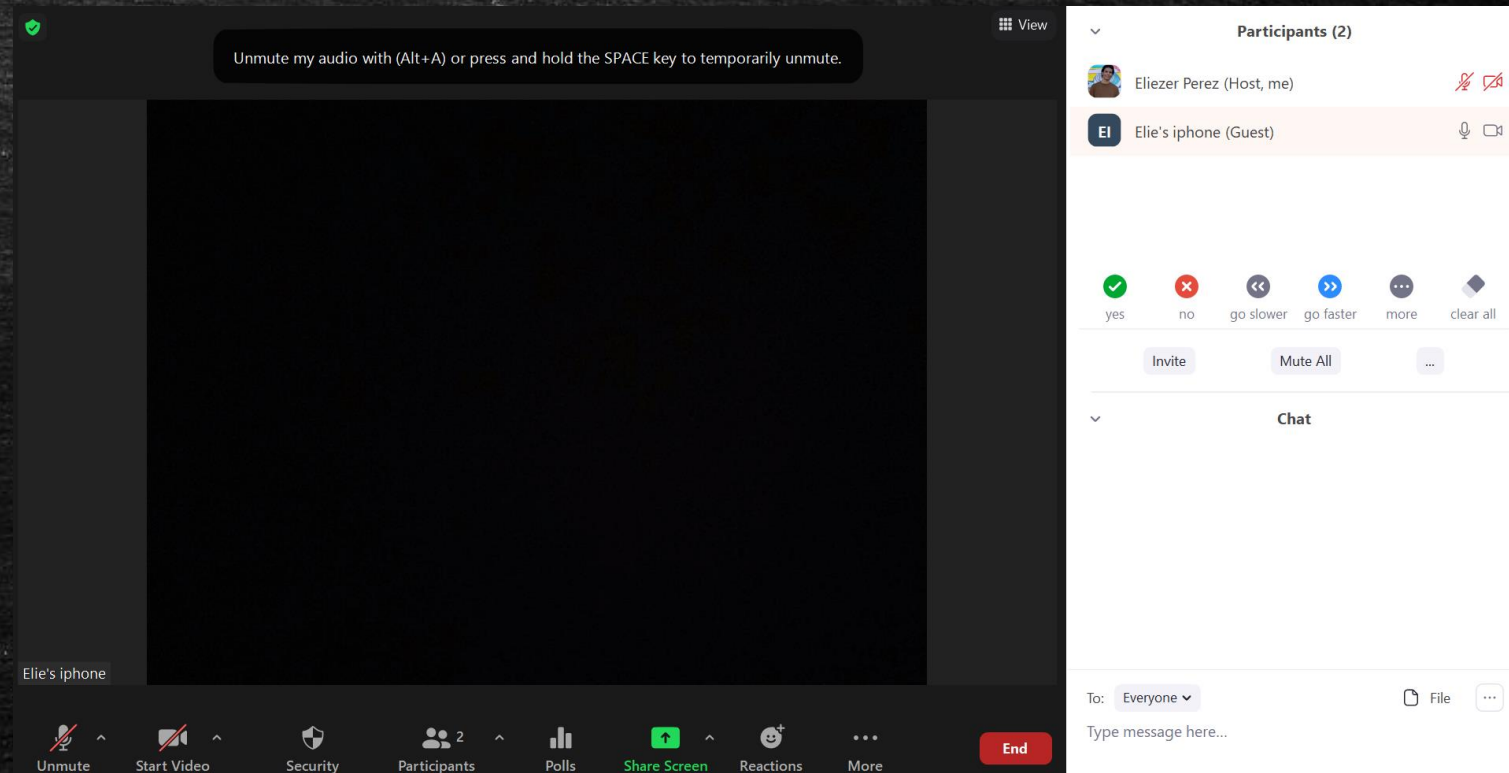 View
Unmute my audio with (Alt+A) or press and hold the SPACE key to temporarily unmute.
Elie's iphone
Unmute
Start Video
Security
2
Participants
Polls
Share Screen
Reactions
More
End
Participants (2)
Eliezer Perez (Host, me)
EI Elie's iphone (Guest)
yes no go slower go faster more clear all
Invite Mute All ...
Chat
To: Everyone File
Type message here...